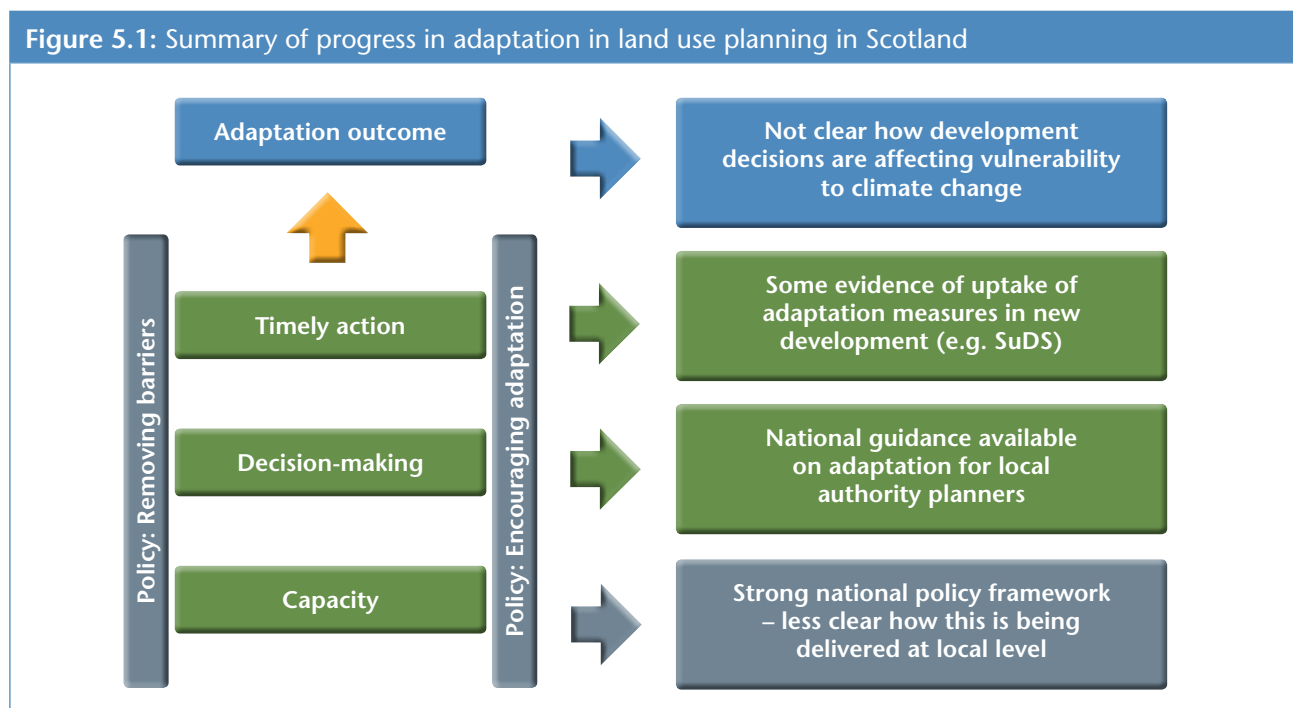 Figure 5.1: Summary of progress in adaptation in land use planning in Scotland
Adaptation outcome
Not clear how development
decisions are affecting vulnerability
to climate change
Policy: Removing barriers
Policy: Encouraging adaptation
Timely action
Some evidence of uptake of
adaptation measures in new
development (e.g. SuDS)
Decision-making
National guidance available
on adaptation for local
authority planners
Capacity
Strong national policy framework
– less clear how this is being
delivered at local level